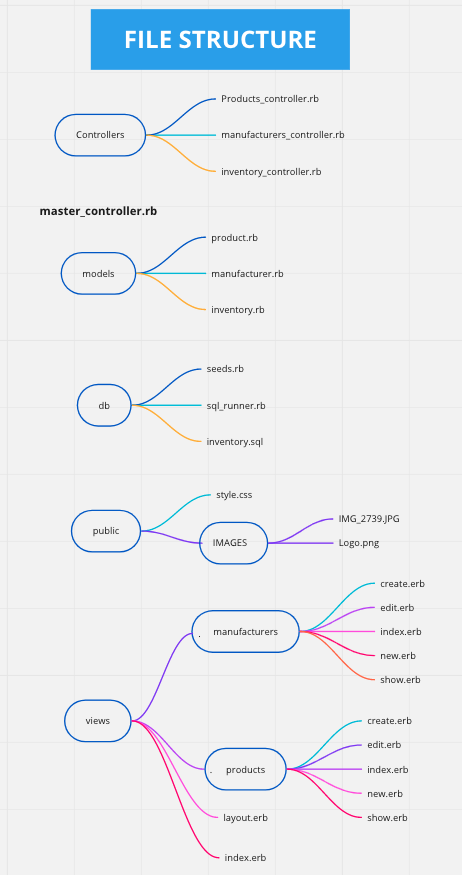 FILE STRUCTURE
Products_controller.rb
Controllers
manufacturers_controller.rb
inventory_controller.rb
master_controller.rb
product.rb
models
manufacturer.rb
inventory.rb
seeds.rb
db
sql_runner.rb
inventory.sql
style.css
public
IMAGES
IMG_2739.JPG
Logo.png
. manufacturers
create.erb
edit.erb
index.erb
new.erb
show.erb
views
. products
create.erb
edit.erb
index.erb
new.erb
show.erb
layout.erb
index.erb